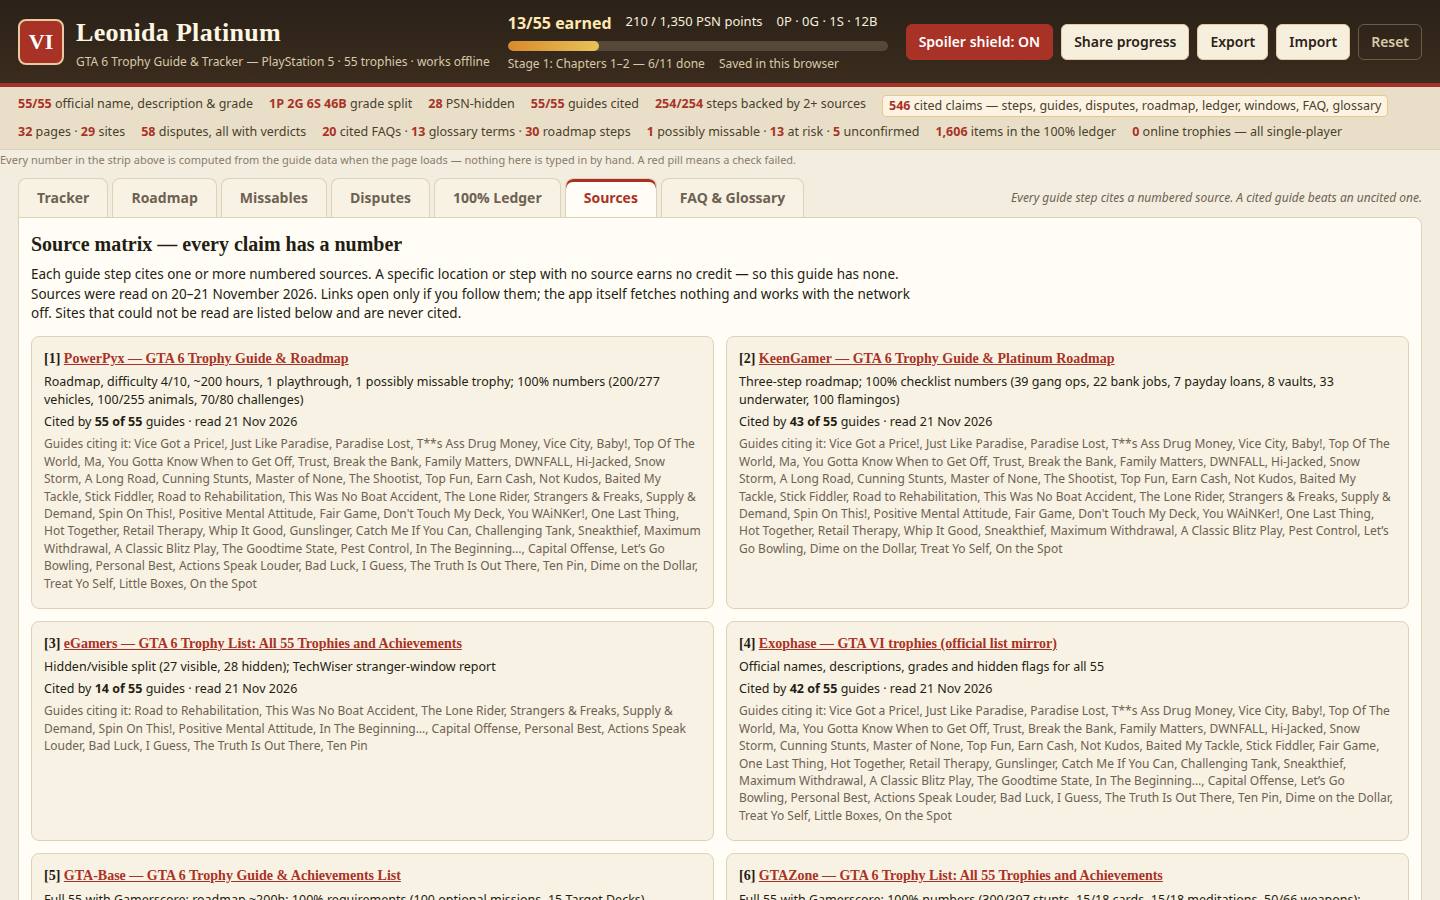 VI
Leonida Platinum
GTA 6 Trophy Guide & Tracker — PlayStation 5 · 55 trophies · works offline
13/55 earned 210 / 1,350 PSN points 0P · 0G · 1S · 12B
Stage 1: Chapters 1–2 — 6/11 done Saved in this browser
Spoiler shield: ON
Share progress
Export
Import
Reset
55/55 official name, description & grade 1P 2G 6S 46B grade split 28 PSN-hidden 55/55 guides cited 254/254 steps backed by 2+ sources 546 cited claims — steps, guides, disputes, roadmap, ledger, windows, FAQ, glossary
32 pages · 29 sites 58 disputes, all with verdicts 20 cited FAQs · 13 glossary terms · 30 roadmap steps 1 possibly missable · 13 at risk · 5 unconfirmed 1,606 items in the 100% ledger 0 online trophies — all single-player
Every number in the strip above is computed from the guide data when the page loads — nothing here is typed in by hand. A red pill means a check failed.
Tracker
Roadmap
Missables
Disputes
100% Ledger
Sources
FAQ & Glossary
Every guide step cites a numbered source. A cited guide beats an uncited one.
Source matrix — every claim has a number
Each guide step cites one or more numbered sources. A specific location or step with no source earns no credit — so this guide has none.
Sources were read on 20–21 November 2026. Links open only if you follow them; the app itself fetches nothing and works with the network
off. Sites that could not be read are listed below and are never cited.
[1] PowerPyx — GTA 6 Trophy Guide & Roadmap
Roadmap, difficulty 4/10, ~200 hours, 1 playthrough, 1 possibly missable trophy; 100% numbers (200/277
vehicles, 100/255 animals, 70/80 challenges)
Cited by 55 of 55 guides · read 21 Nov 2026
Guides citing it: Vice Got a Price!, Just Like Paradise, Paradise Lost, T**s Ass Drug Money, Vice City, Baby!, Top Of The
World, Ma, You Gotta Know When to Get Off, Trust, Break the Bank, Family Matters, DWNFALL, Hi-Jacked, Snow
Storm, A Long Road, Cunning Stunts, Master of None, The Shootist, Top Fun, Earn Cash, Not Kudos, Baited My
Tackle, Stick Fiddler, Road to Rehabilitation, This Was No Boat Accident, The Lone Rider, Strangers & Freaks, Supply &
Demand, Spin On This!, Positive Mental Attitude, Fair Game, Don't Touch My Deck, You WAiNKer!, One Last Thing,
Hot Together, Retail Therapy, Whip It Good, Gunslinger, Catch Me If You Can, Challenging Tank, Sneakthief, Maximum
Withdrawal, A Classic Blitz Play, The Goodtime State, Pest Control, In The Beginning..., Capital Offense, Let's Go
Bowling, Personal Best, Actions Speak Louder, Bad Luck, I Guess, The Truth Is Out There, Ten Pin, Dime on the Dollar,
Treat Yo Self, Little Boxes, On the Spot
[2] KeenGamer — GTA 6 Trophy Guide & Platinum Roadmap
Three-step roadmap; 100% checklist numbers (39 gang ops, 22 bank jobs, 7 payday loans, 8 vaults, 33
underwater, 100 flamingos)
Cited by 43 of 55 guides · read 21 Nov 2026
Guides citing it: Vice Got a Price!, Just Like Paradise, Paradise Lost, T**s Ass Drug Money, Vice City, Baby!, Top Of The
World, Ma, You Gotta Know When to Get Off, Trust, Break the Bank, Family Matters, DWNFALL, Hi-Jacked, Snow
Storm, A Long Road, Cunning Stunts, Master of None, The Shootist, Top Fun, Earn Cash, Not Kudos, Baited My
Tackle, Stick Fiddler, Road to Rehabilitation, This Was No Boat Accident, The Lone Rider, Strangers & Freaks, Supply &
Demand, Spin On This!, Positive Mental Attitude, Fair Game, Don't Touch My Deck, You WAiNKer!, One Last Thing,
Hot Together, Retail Therapy, Whip It Good, Sneakthief, Maximum Withdrawal, A Classic Blitz Play, Pest Control, Let's
Go Bowling, Dime on the Dollar, Treat Yo Self, On the Spot
[3] eGamers — GTA 6 Trophy List: All 55 Trophies and Achievements
Hidden/visible split (27 visible, 28 hidden); TechWiser stranger-window report
Cited by 14 of 55 guides · read 21 Nov 2026
Guides citing it: Road to Rehabilitation, This Was No Boat Accident, The Lone Rider, Strangers & Freaks, Supply &
Demand, Spin On This!, Positive Mental Attitude, In The Beginning..., Capital Offense, Personal Best, Actions Speak
Louder, Bad Luck, I Guess, The Truth Is Out There, Ten Pin
[4] Exophase — GTA VI trophies (official list mirror)
Official names, descriptions, grades and hidden flags for all 55
Cited by 42 of 55 guides · read 21 Nov 2026
Guides citing it: Vice Got a Price!, Just Like Paradise, Paradise Lost, T**s Ass Drug Money, Vice City, Baby!, Top Of The
World, Ma, You Gotta Know When to Get Off, Trust, Break the Bank, Family Matters, DWNFALL, Hi-Jacked, Snow
Storm, Cunning Stunts, Master of None, Top Fun, Earn Cash, Not Kudos, Baited My Tackle, Stick Fiddler, Fair Game,
One Last Thing, Hot Together, Retail Therapy, Gunslinger, Catch Me If You Can, Challenging Tank, Sneakthief,
Maximum Withdrawal, A Classic Blitz Play, The Goodtime State, In The Beginning..., Capital Offense, Let's Go
Bowling, Personal Best, Actions Speak Louder, Bad Luck, I Guess, The Truth Is Out There, Ten Pin, Dime on the Dollar,
Treat Yo Self, Little Boxes, On the Spot
[5] GTA-Base — GTA 6 Trophy Guide & Achievements List
Full 55 with Gamerscore; roadmap ~200h; 100% requirements (100 optional missions, 15 Target Decks)
[6] GTAZone — GTA 6 Trophy List: All 55 Trophies and Achievements
Full 55 with Gamerscore; 100% numbers (300/397 stunts, 15/18 cards, 15/18 meditations, 50/66 weapons);